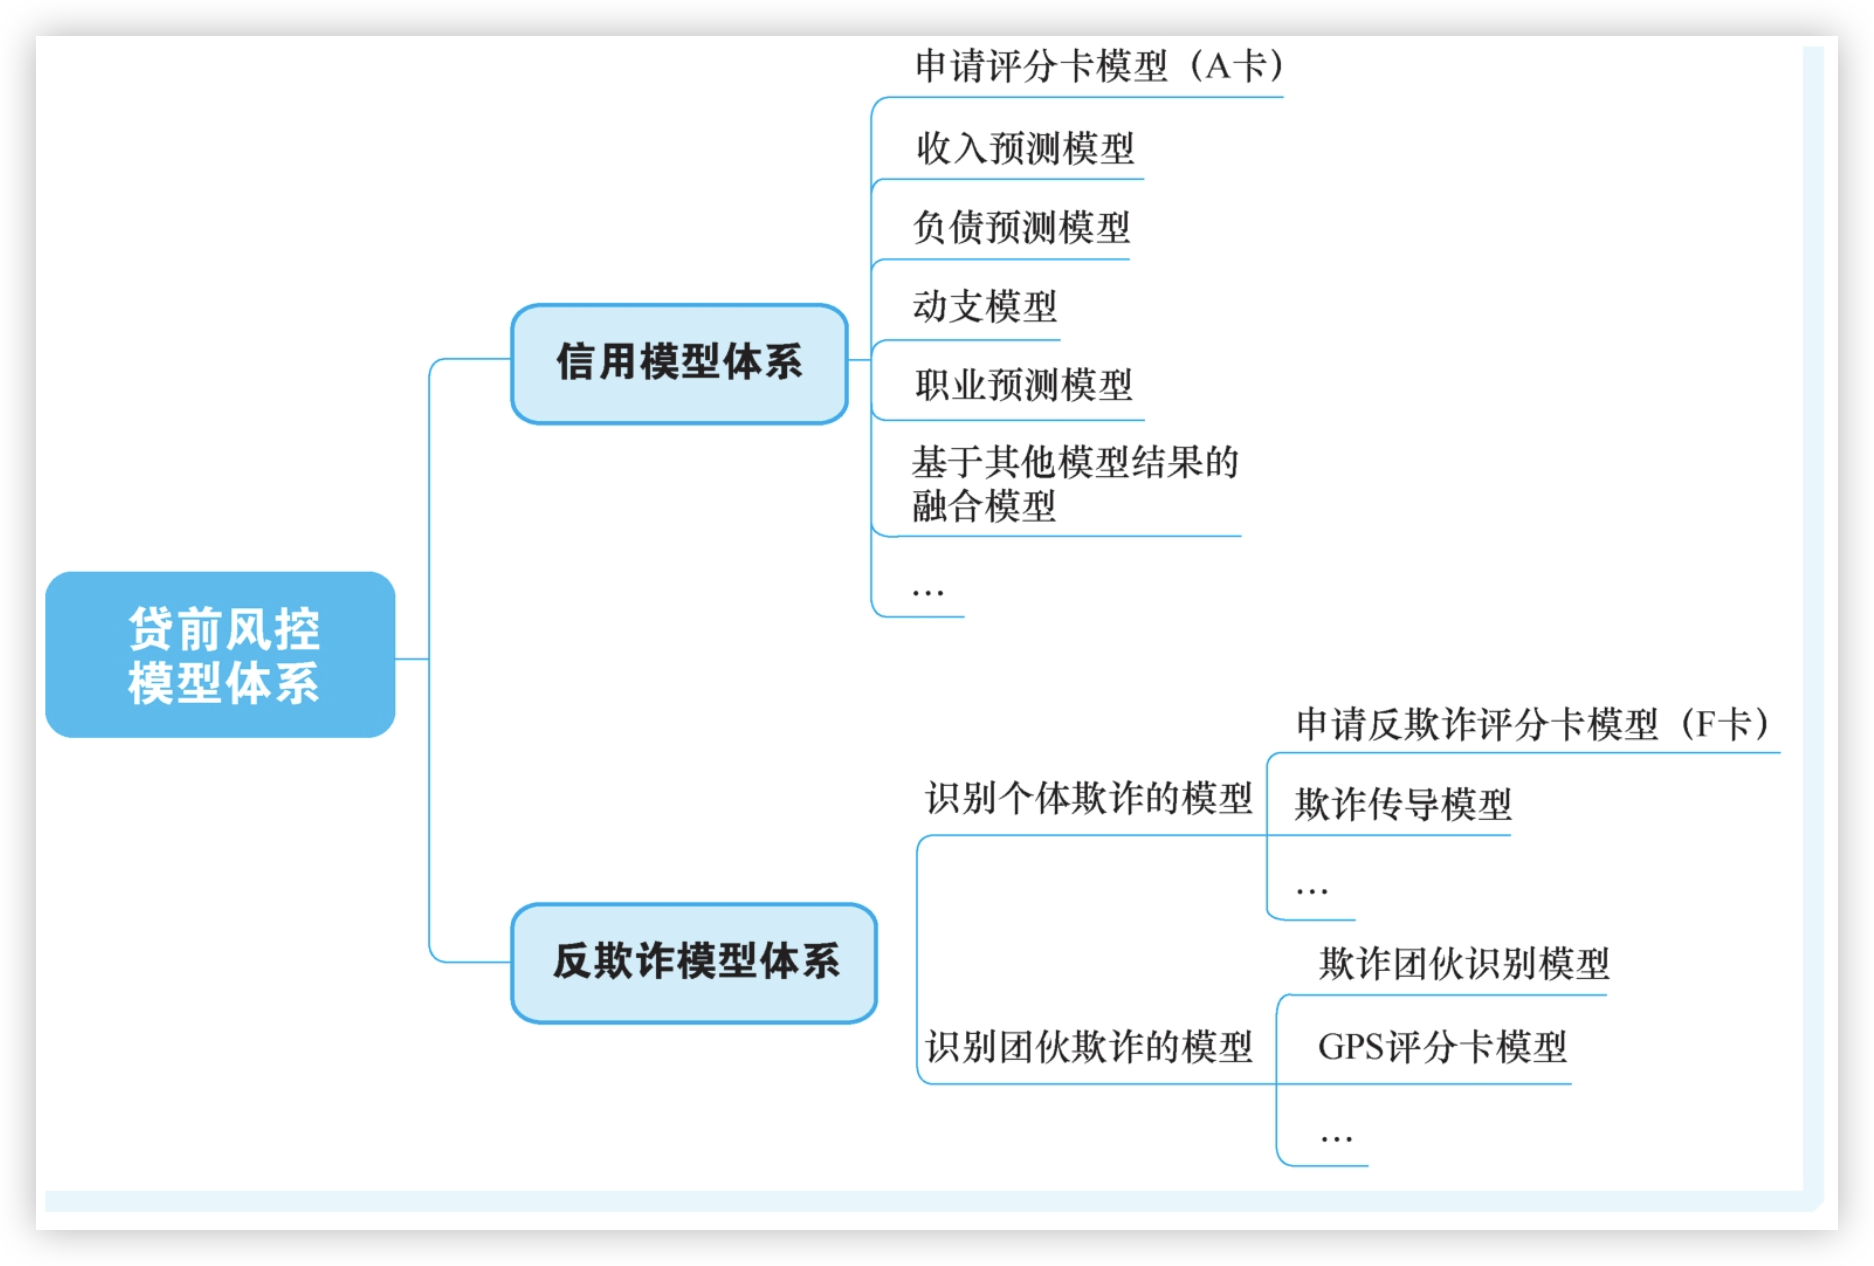 申请评分卡模型（A卡）
收入预测模型
负债预测模型
动支模型
信用模型体系
职业预测模型
基于其他模型结果的
融合模型
…
贷前风控
模型体系
申请反欺诈评分卡模型（F卡）
识别个体欺诈的模型
欺诈传导模型
…
反欺诈模型体系
欺诈团伙识别模型
识别团伙欺诈的模型
GPS评分卡模型
…